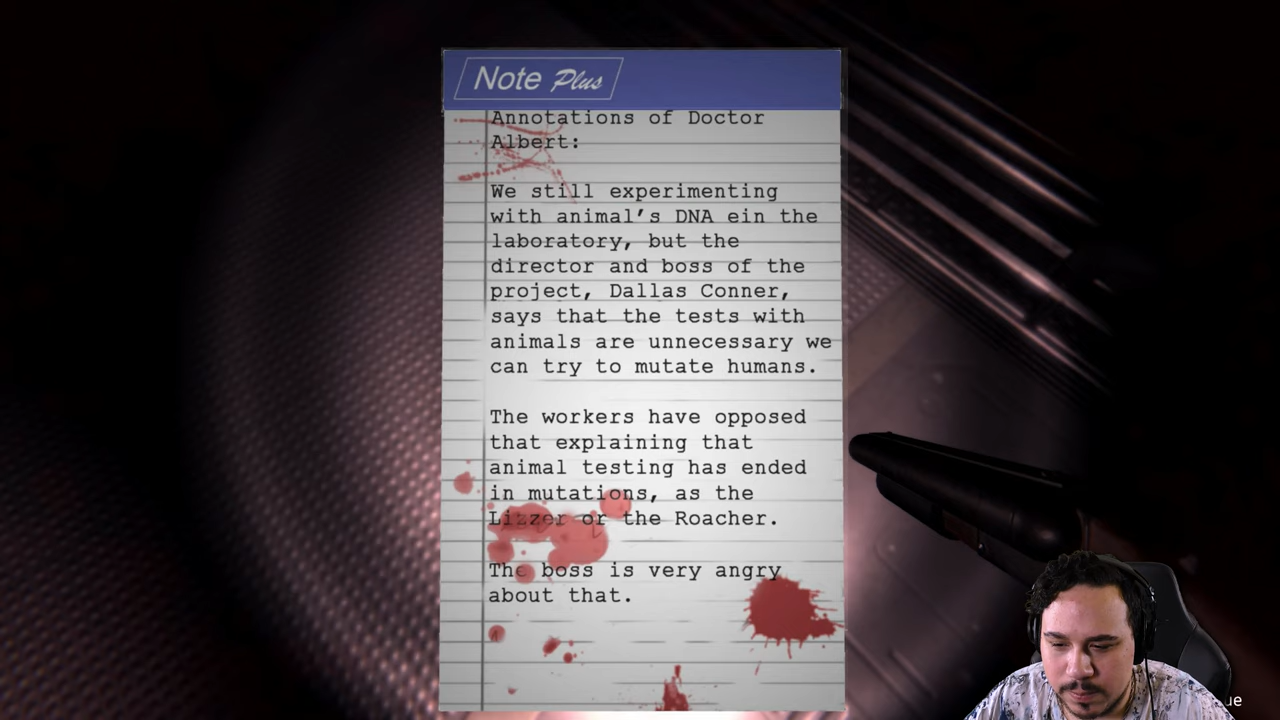 Note Plus
Annotations of Doctor
Albert:
We still experimenting
with animal's DNA ein the
laboratory, but the
director and boss of the
project, Dallas Conner,
says that the tests with
animals are unnecessary we
can try to mutate humans.
The workers have opposed
that explaining that
animal testing has ended
in mutations, as the
Lizzer or the Roacher.
The boss is very angry
about that.